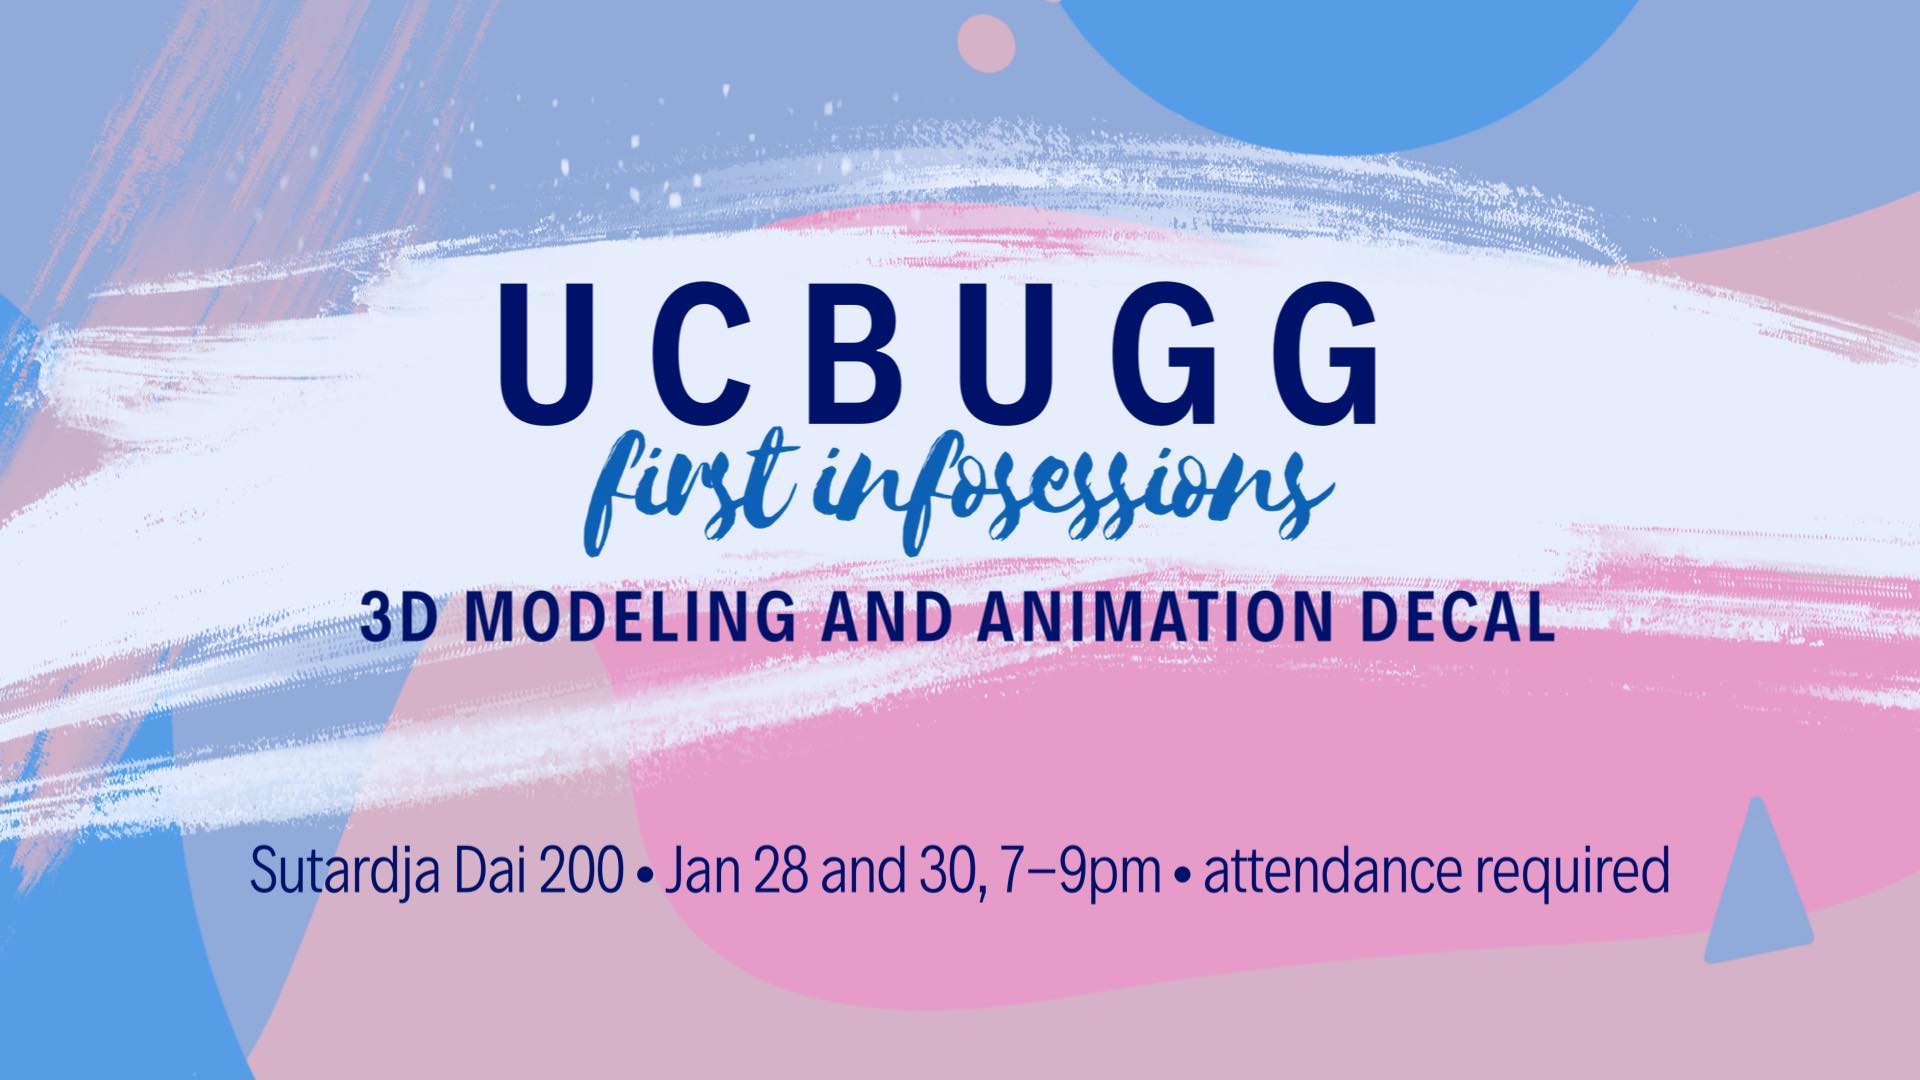 UCBUGG
first infosessions
3D MODELING AND ANIMATION DECAL
Sutardja Dai 200 • Jan 28 and 30, 7–9pm • attendance required